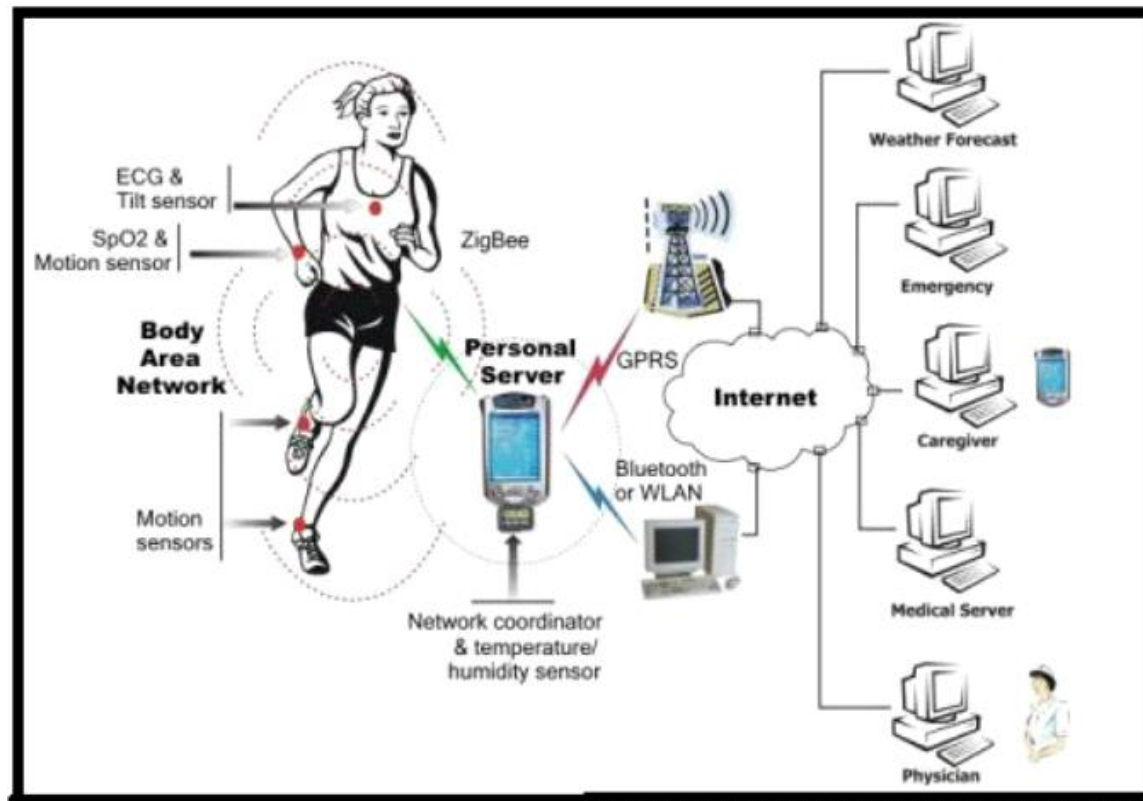 ECG &
Tilt sensor
SpO2 &
Motion sensor
ZigBee
Body
Area
Network
Personal
Server
Motion
sensors
Network coordinator
& temperature/
humidity sensor
GPRS
Bluetooth
or WLAN
Internet
Weather Forecast
Emergency
Caregiver
Medical Server
Physician